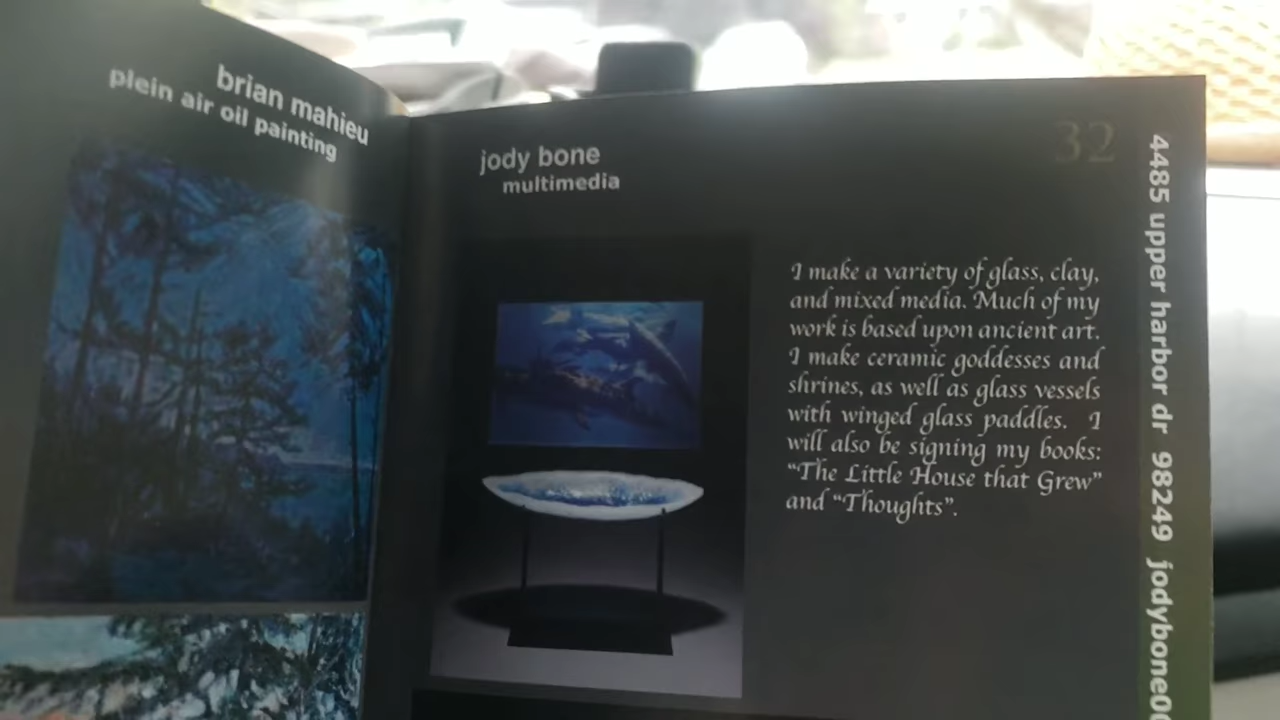 brian mahieu
plein air oil painting
jody bone
multimedia
32
I make a variety of glass, clay,
and mixed media. Much of my
work is based upon ancient art.
I make ceramic goddesses and
shrines, as well as glass vessels
with winged glass paddles. I
will also be signing my books:
“The Little House that Grew”
and “Thoughts”.
4485 upper harbor dr 98249 jodybone0